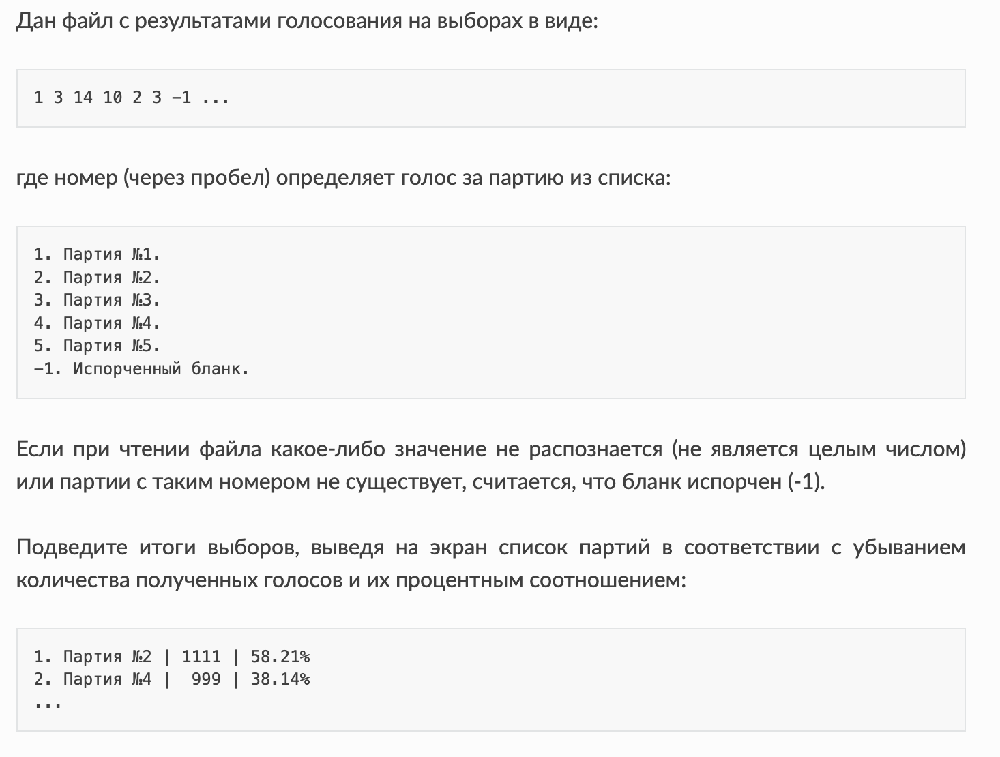 Дан файл с результатами голосования на выборах в виде:
1 3 14 10 2 3 -1 ...
где номер (через пробел) определяет голос за партию из списка:
1. Партия №1.
2. Партия №2.
3. Партия №3.
4. Партия №4.
5. Партия №5.
-1. Испорченный бланк.
Если при чтении файла какое-либо значение не распознается (не является целым числом)
или партии с таким номером не существует, считается, что бланк испорчен (-1).
Подведите итоги выборов, выведя на экран список партий в соответствии с убыванием
количества полученных голосов и их процентным соотношением:
1. Партия №2 | 1111 | 58.21%
2. Партия №4 |  999 | 38.14%
...